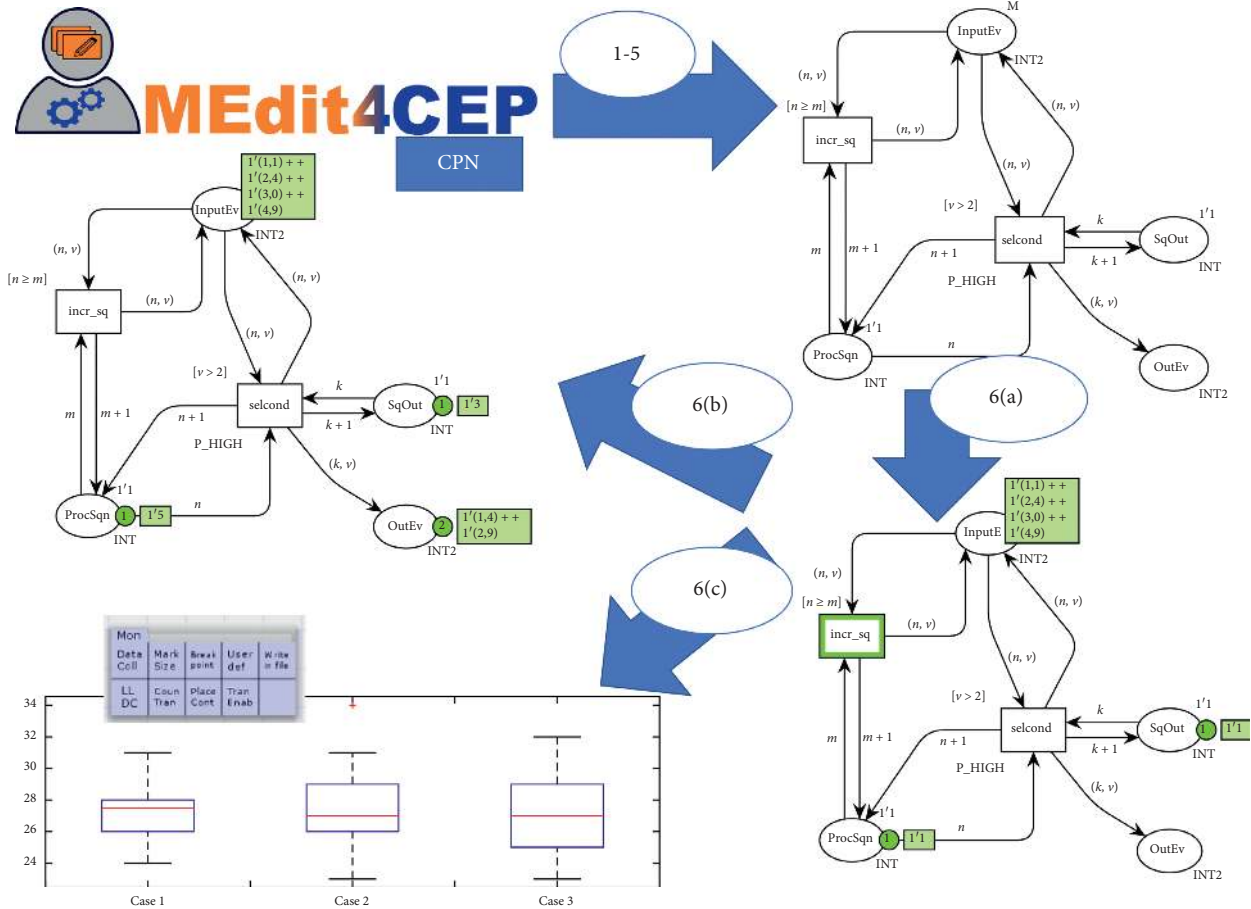 MEdit4CEP
CPN
1-5
M
InputEv
INT2
(n, v)
(n, v)
[n ≥ m]
incr_sq
(n, v)
(n, v)
[v > 2]
selcond
P_HIGH
k
k + 1
1'1
SqOut
INT
m
m + 1
n + 1
(k, v)
1'1
ProcSqn
INT
n
OutEv
INT2
1'(1,1) + +
1'(2,4) + +
1'(3,0) + +
1'(4,9)
InputEv
INT2
(n, v)
(n, v)
[n ≥ m]
incr_sq
(n, v)
(n, v)
[v > 2]
selcond
P_HIGH
k
k + 1
1'1
SqOut
1
1'3
INT
m
m + 1
n + 1
(k, v)
1'1
ProcSqn
1
1'5
INT
n
OutEv
2
1'(1,4) + +
1'(2,9)
INT2
6(b)
6(a)
6(c)
1'(1,1) + +
1'(2,4) + +
1'(3,0) + +
1'(4,9)
InputE
INT2
(n, v)
(n, v)
[n ≥ m]
incr_sq
(n, v)
(n, v)
[v > 2]
selcond
P_HIGH
k
k + 1
1'1
SqOut
1
1'1
INT
m
m + 1
n + 1
(k, v)
1'1
ProcSqn
1
1'1
INT
n
OutEv
INT2
Mon
Data Mark Break User Write
Coll Size point def in file
LL Coun Place Tran
DC Tran Cont Enab
34
32
30
28
26
24
Case 1
Case 2
Case 3